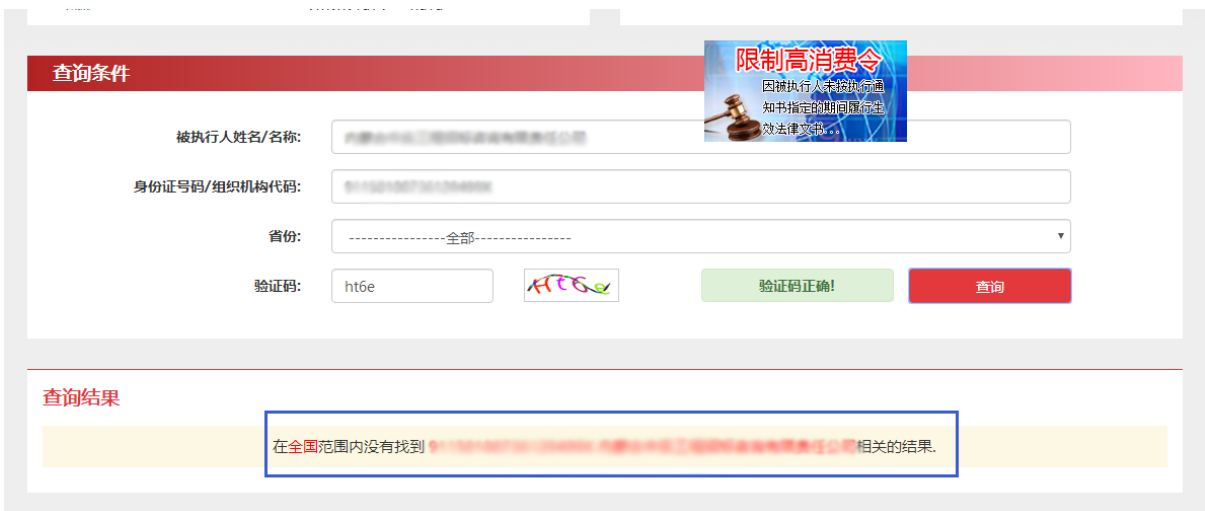 查询条件
限制高消费令
因被执行人未按执行通
知书指定的期间履行生
效法律文书...
被执行人姓名/名称:
身份证号码/组织机构代码:
省份: ---------------全部---------------
验证码: ht6e Ht6e 验证码正确! 查询
查询结果
在全国范围内没有找到 相关的结果.